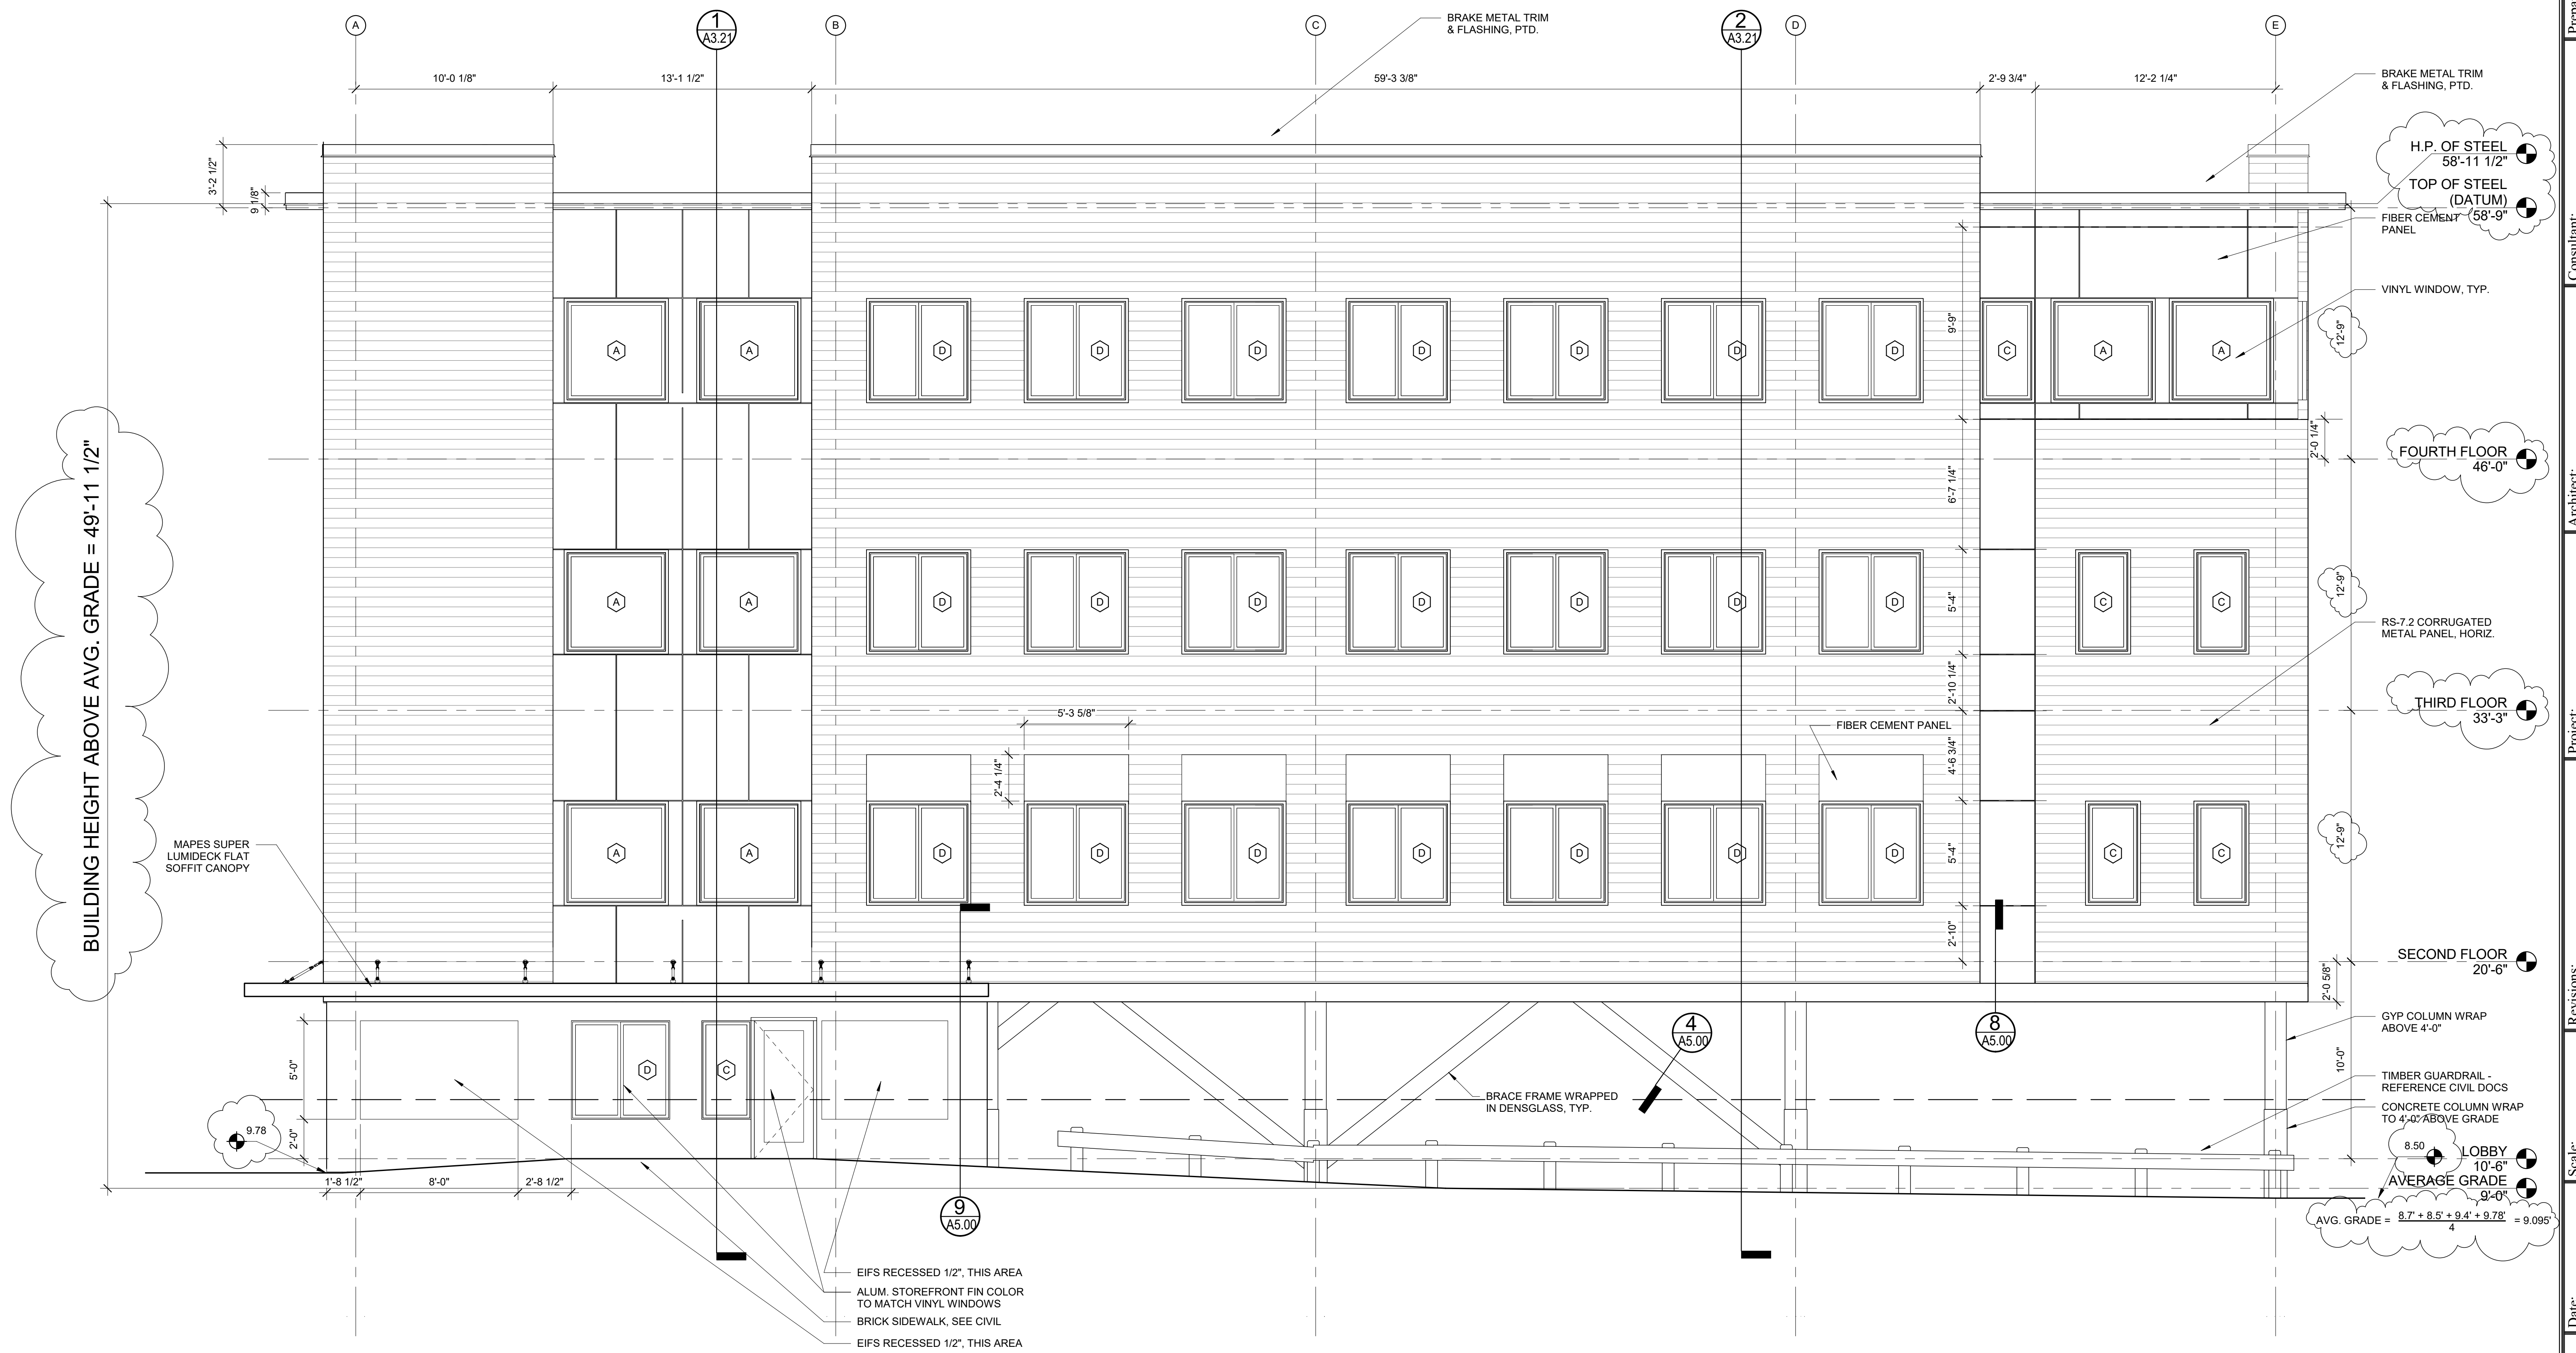 A
1
A3.21
B
C
2
A3.21
D
E
BRAKE METAL TRIM
& FLASHING, PTD.
10'-0 1/8"
13'-1 1/2"
59'-3 3/8"
2'-9 3/4"
12'-2 1/4"
BRAKE METAL TRIM
& FLASHING, PTD.
H.P. OF STEEL
58'-11 1/2"
TOP OF STEEL
(DATUM)
58'-9"
FIBER CEMENT
PANEL
VINYL WINDOW, TYP.
3'-2 1/2"
9 1/8"
9'-9"
12'-9"
A
A
D
D
D
D
D
D
D
C
A
A
2'-0 1/4"
FOURTH FLOOR
46'-0"
6'-7 1/4"
BUILDING HEIGHT ABOVE AVG. GRADE = 49'-11 1/2"
A
A
D
D
D
D
D
D
D
5'-4"
C
C
12'-9"
RS-7.2 CORRUGATED
METAL PANEL, HORIZ.
2'-10 1/4"
THIRD FLOOR
33'-3"
5'-3 5/8"
FIBER CEMENT PANEL
2'-4 1/4"
4'-6 3/4"
MAPES SUPER
LUMIDECK FLAT
SOFFIT CANOPY
A
A
D
D
D
D
D
D
D
5'-4"
C
C
12'-9"
2'-10"
SECOND FLOOR
20'-6"
2'-0 5/8"
GYP COLUMN WRAP
ABOVE 4'-0"
4
A5.00
8
A5.00
5'-0"
D
C
10'-0"
TIMBER GUARDRAIL -
REFERENCE CIVIL DOCS
BRACE FRAME WRAPPED
IN DENSGLASS, TYP.
CONCRETE COLUMN WRAP
TO 4'-0" ABOVE GRADE
9.78
2'-0"
8.50
LOBBY
10'-6"
AVERAGE GRADE
9'-0"
1'-8 1/2"
8'-0"
2'-8 1/2"
9
A5.00
AVG. GRADE = 8.7' + 8.5' + 9.4' + 9.78' = 9.095'
4
EIFS RECESSED 1/2", THIS AREA
ALUM. STOREFRONT FIN COLOR
TO MATCH VINYL WINDOWS
BRICK SIDEWALK, SEE CIVIL
EIFS RECESSED 1/2", THIS AREA
Consultant:
Architect:
Project:
Revisions:
Scale:
Date: